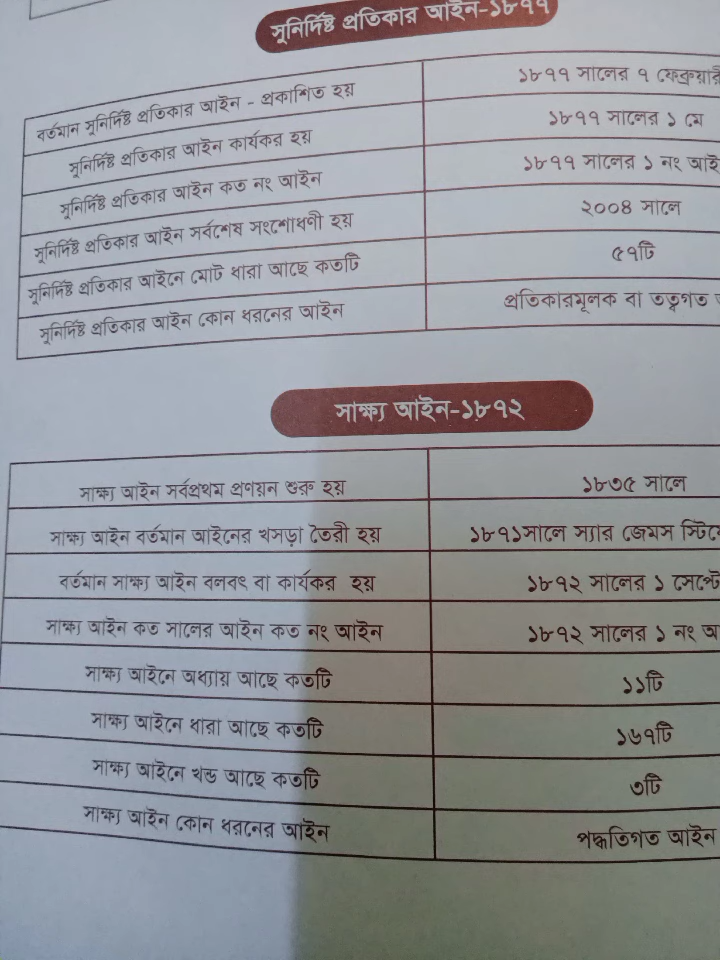 সুনির্দিষ্ট প্রতিকার আইন-১৮৭৭
বর্তমান সুনির্দিষ্ট প্রতিকার আইন - প্রকাশিত হয় ১৮৭৭ সালের ৭ ফেব্রুয়ারী
সুনির্দিষ্ট প্রতিকার আইন কার্যকর হয় ১৮৭৭ সালের ১ মে
সুনির্দিষ্ট প্রতিকার আইন কত নং আইন ১৮৭৭ সালের ১ নং
সুনির্দিষ্ট প্রতিকার আইন সর্বশেষ সংশোধণী হয় ২০০৪ সালে
সুনির্দিষ্ট প্রতিকার আইনে মোট ধারা আছে কতটি ৫৭টি
সুনির্দিষ্ট প্রতিকার আইন কোন ধরনের আইন প্রতিকারমূলক বা তত্ত্বগত
সাক্ষ্য আইন-১৮৭২
সাক্ষ্য আইন সর্বপ্রথম প্রণয়ন শুরু হয় ১৮৩৫ সালে
সাক্ষ্য আইন বর্তমান আইনের খসড়া তৈরী হয় ১৮৭১সালে স্যার জেমস
বর্তমান সাক্ষ্য আইন বলবৎ বা কার্যকর হয় ১৮৭২ সালের ১
সাক্ষ্য আইন কত সালের আইন কত নং আইন ১৮৭২ সালের ১ নং
সাক্ষ্য আইনে অধ্যায় আছে কতটি ১১টি
সাক্ষ্য আইনে ধারা আছে কতটি ১৬৭টি
সাক্ষ্য আইনে খন্ড আছে কতটি ৩টি
সাক্ষ্য আইন কোন ধরনের আইন পদ্ধতিগত আইন